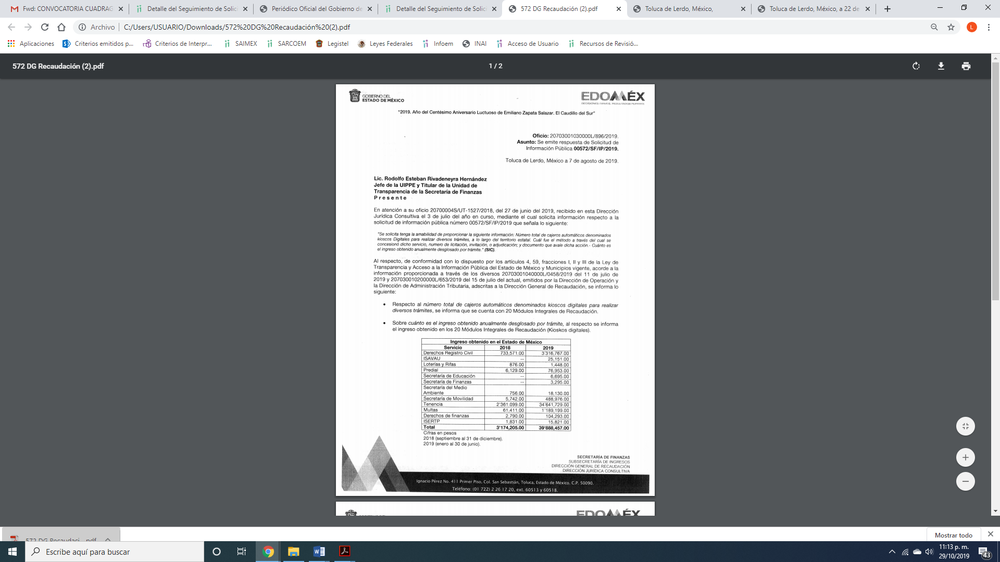 Fwd: CONVOCATORIA CUADRAG
Detalle del Seguimiento de Solici
Periódico Oficial del Gobierno de
Detalle del Seguimiento de Solici
572 DG Recaudación (2).pdf
Toluca de Lerdo, México,
Toluca de Lerdo, México, a 22 de
Archivo
C:/Users/USUARIO/Downloads/572%20DG%20Recaudación%20(2).pdf
L
Aplicaciones
Criterios emitidos p...
Criterios de Interpr...
SAIMEX
SARCOEM
Legistel
Leyes Federales
Infoem
INAI
Acceso de Usuario
Recursos de Revisió...
572 DG Recaudación (2).pdf
1 / 2
GOBIERNO DEL
ESTADO DE MÉXICO
EDOMÉX
DECISIONES FIRMES, RESULTADOS FUERTES
"2019. Año del Centésimo Aniversario Luctuoso de Emiliano Zapata Salazar. El Caudillo del Sur"
Oficio: 20703001030000L/896/2019.
Asunto: Se emite respuesta de Solicitud de
Información Pública 00572/SF/IP/2019.
Toluca de Lerdo, México a 7 de agosto de 2019.
Lic. Rodolfo Esteban Rivadeneyra Hernández
Jefe de la UIPPE y Titular de la Unidad de
Transparencia de la Secretaría de Finanzas
P r e s e n t e
En atención a su oficio 20700004S/UT-1527/2018, del 27 de junio del 2019, recibido en esta Dirección
Jurídica Consultiva el 3 de julio del año en curso, mediante el cual solicita información respecto a la
solicitud de información pública número 00572/SF/IP/2019 que señala lo siguiente:
"Se solicita tenga la amabilidad de proporcionar la siguiente información: Número total de cajeros automáticos denominados
kioscos Digitales para realizar diversos trámites, a lo largo del territorio estatal. Cuál fue el método a través del cual se
concesionó dicho servicio, numero de licitación, invitación, o adjudicación; y documento que avale dicha acción.- Cuánto es
el ingreso obtenido anualmente desglosado por trámite." (SIC).
Al respecto, de conformidad con lo dispuesto por los artículos 4, 59, fracciones I, II y III de la Ley de
Transparencia y Acceso a la Información Pública del Estado de México y Municipios vigente, acorde a la
información proporcionada a través de los diversos 20703001040000L/0458/2019 del 11 de julio de
2019 y 207030010200000L/653/2019 del 15 de julio del actual, emitidos por la Dirección de Operación y
la Dirección de Administración Tributaria, adscritas a la Dirección General de Recaudación, se informa lo
siguiente:
• Respecto al número total de cajeros automáticos denominados kioscos digitales para realizar
diversos trámites, se informa que se cuenta con 20 Módulos Integrales de Recaudación.
• Sobre cuánto es el ingreso obtenido anualmente desglosado por trámite, al respecto se informa
el ingreso obtenido en los 20 Módulos Integrales de Recaudación (Kioskos digitales).
Ingreso obtenido en el Estado de México
Servicio 2018 2019
Derechos Registro Civil 733,571.00 3'316,767.00
ISAVAU -- 25,151.00
Loterías y Rifas 876.00 1,448.00
Predial 6,129.00 76,953.00
Secretaría de Educación -- 6,695.00
Secretaría de Finanzas -- 3,295.00
Secretaría del Medio
Ambiente 756.00 18,130.00
Secretaría de Movilidad 5,742.00 488,976.00
Tenencia 2'361.099.00 34'641,729.00
Multas 61,411.00 1'189,199.00
Derechos de finanzas 2,790.00 104,293.00
ISERTP 1,831.00 15,821.00
Total 3'174,205.00 39'888,457.00
Cifras en pesos
2018 (septiembre al 31 de diciembre).
2019 (enero al 30 de junio).
SECRETARÍA DE FINANZAS
SUBSECRETARÍA DE INGRESOS
DIRECCIÓN GENERAL DE RECAUDACIÓN
DIRECCIÓN JURÍDICA CONSULTIVA
Ignacio Pérez No. 411 Primer Piso, Col. San Sebastián, Toluca, Estado de México. C.P. 50090.
Teléfono: (01 722) 2 26 17 20, ext. 60513 y 60518.
EDOMÉX
572 DG Recaudaci....pdf
Mostrar todo
Escribe aquí para buscar
11:13 p. m.
29/10/2019
43